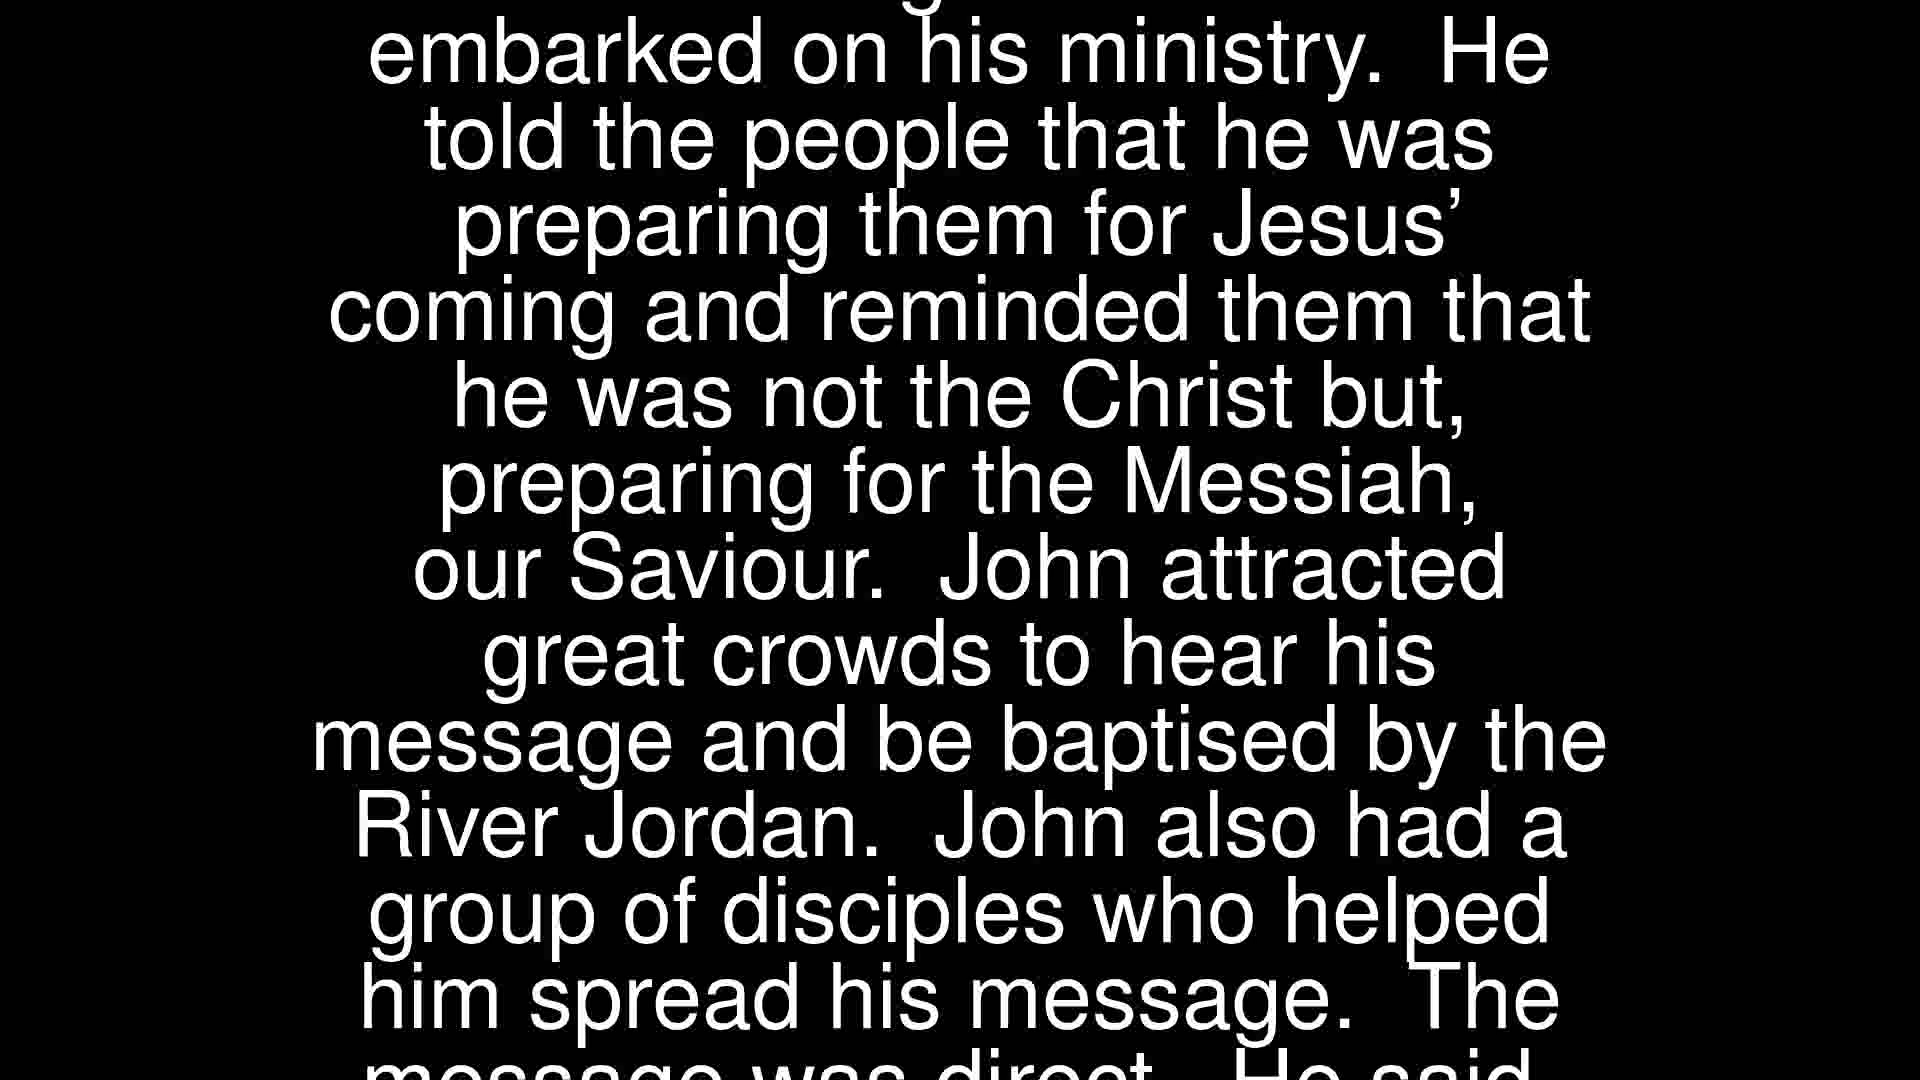 embarked on his ministry.  He
told the people that he was
preparing them for Jesus’
coming and reminded them that
he was not the Christ but,
preparing for the Messiah,
our Saviour.  John attracted
great crowds to hear his
message and be baptised by the
River Jordan.  John also had a
group of disciples who helped
him spread his message.  The
message was direct.  He said